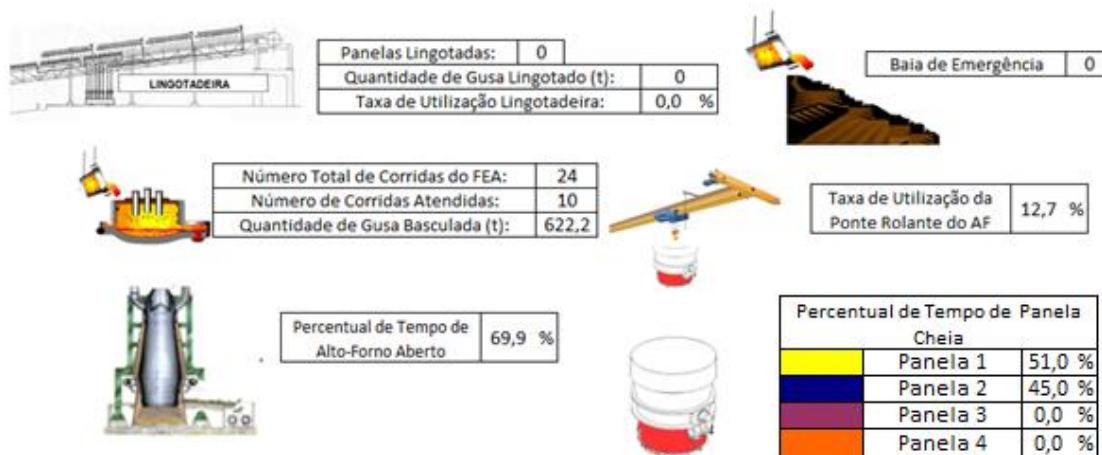 LINGOTADEIRA
Panelas Lingotadas: 0
Quantidade de Gusa Lingotado (t): 0
Taxa de Utilização Lingotadeira: 0,0 %
Baia de Emergência 0
Número Total de Corridas do FEA: 24
Número de Corridas Atendidas: 10
Quantidade de Gusa Basculada (t): 622,2
Taxa de Utilização da
Ponte Rolante do AF 12,7 %
Percentual de Tempo de
Alto-Forno Aberto 69,9 %
Percentual de Tempo de Panela
Cheia
Panela 1 51,0 %
Panela 2 45,0 %
Panela 3 0,0 %
Panela 4 0,0 %